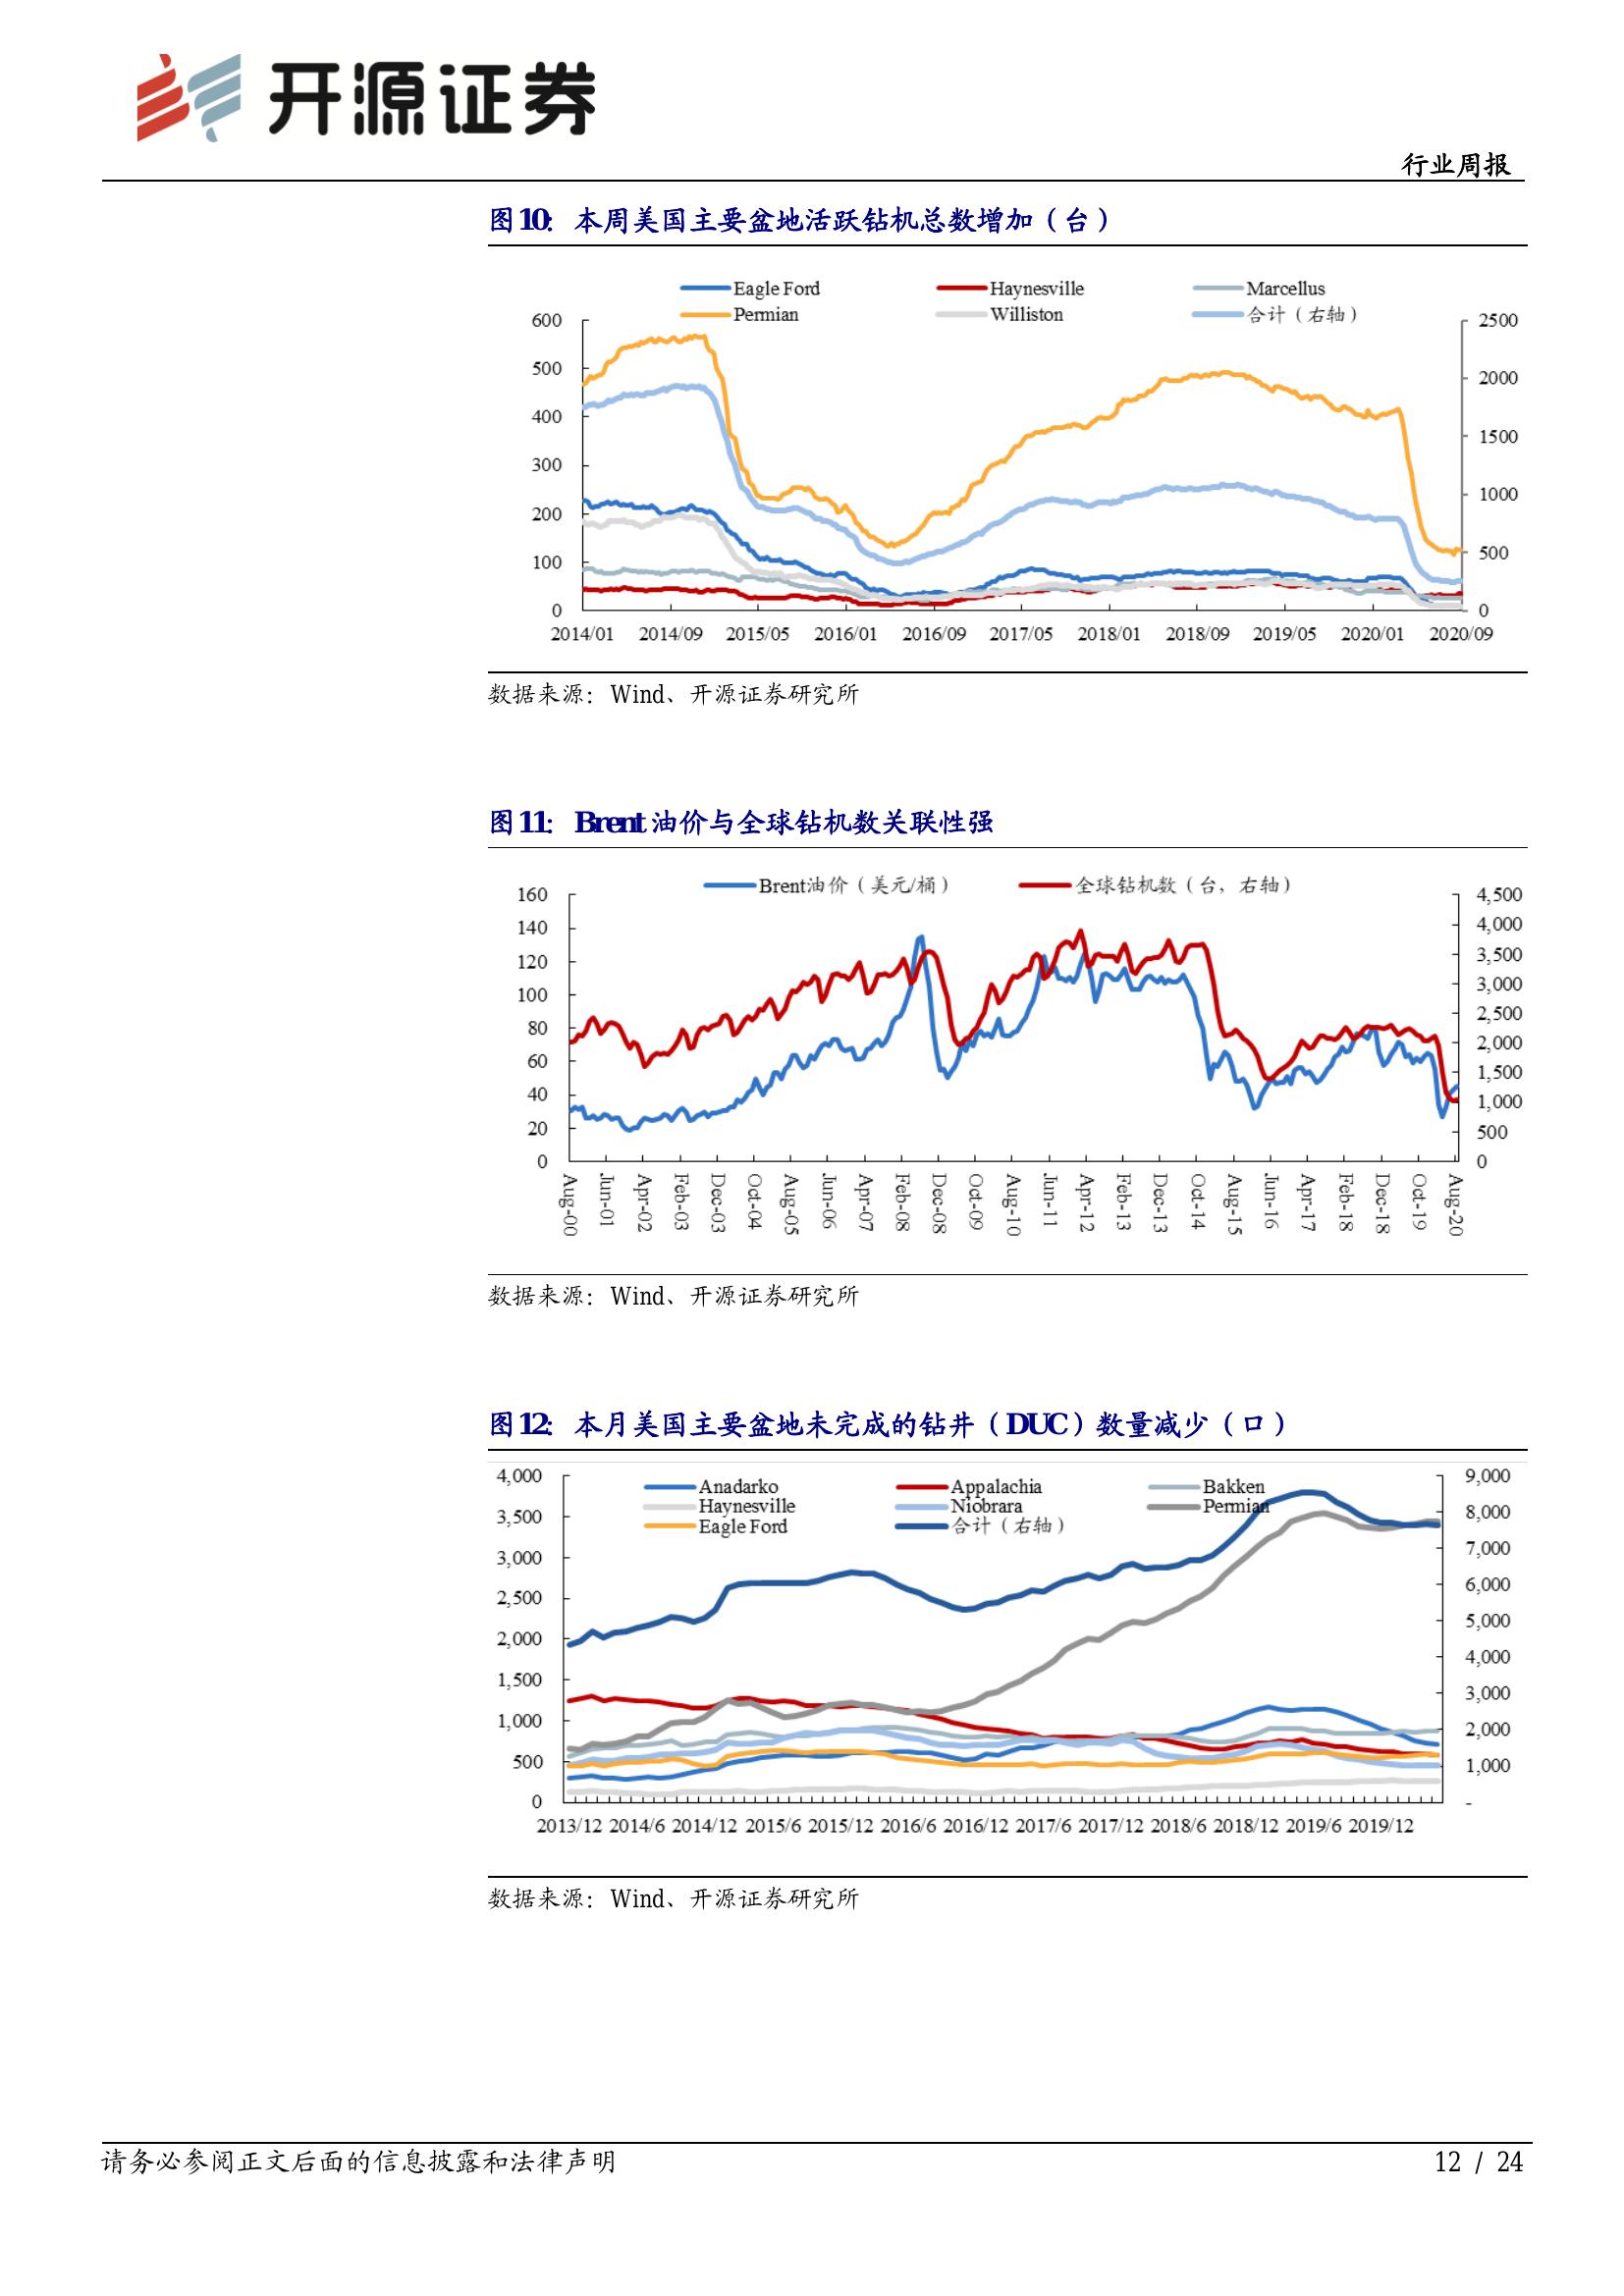 开源证券
行业周报
图10： 本周美国主要盆地活跃钻机总数增加（台）
Eagle Ford Haynesville Marcellus
Permian Williston 合计（右轴）
600 2500
500 2000
400 1500
300 1000
200 500
100 0
0
2014/01 2014/09 2015/05 2016/01 2016/09 2017/05 2018/01 2018/09 2019/05 2020/01 2020/09
数据来源：Wind、开源证券研究所
图11： Brent油价与全球钻机数关联性强
Brent油价（美元/桶） 全球钻机数（台，右轴）
160 4,500
140 4,000
120 3,500
100 3,000
80 2,500
60 2,000
40 1,500
20 1,000
0 500
0
Aug-00 Jun-01 Apr-02 Feb-03 Dec-03 Oct-04 Aug-05 Jun-06 Apr-07 Feb-08 Dec-08 Oct-09 Aug-10 Jun-11 Apr-12 Feb-13 Dec-13 Oct-14 Aug-15 Jun-16 Apr-17 Feb-18 Dec-18 Oct-19 Aug-20
数据来源：Wind、开源证券研究所
图12： 本月美国主要盆地未完成的钻井（DUC）数量减少（口）
Anadarko Appalachia Bakken
Haynesville Niobrara Permian
Eagle Ford 合计（右轴）
4,000 9,000
3,500 8,000
3,000 7,000
2,500 6,000
2,000 5,000
1,500 4,000
1,000 3,000
500 2,000
0 1,000
-
2013/12 2014/6 2014/12 2015/6 2015/12 2016/6 2016/12 2017/6 2017/12 2018/6 2018/12 2019/6 2019/12
数据来源：Wind、开源证券研究所
请务必参阅正文后面的信息披露和法律声明 12 / 24